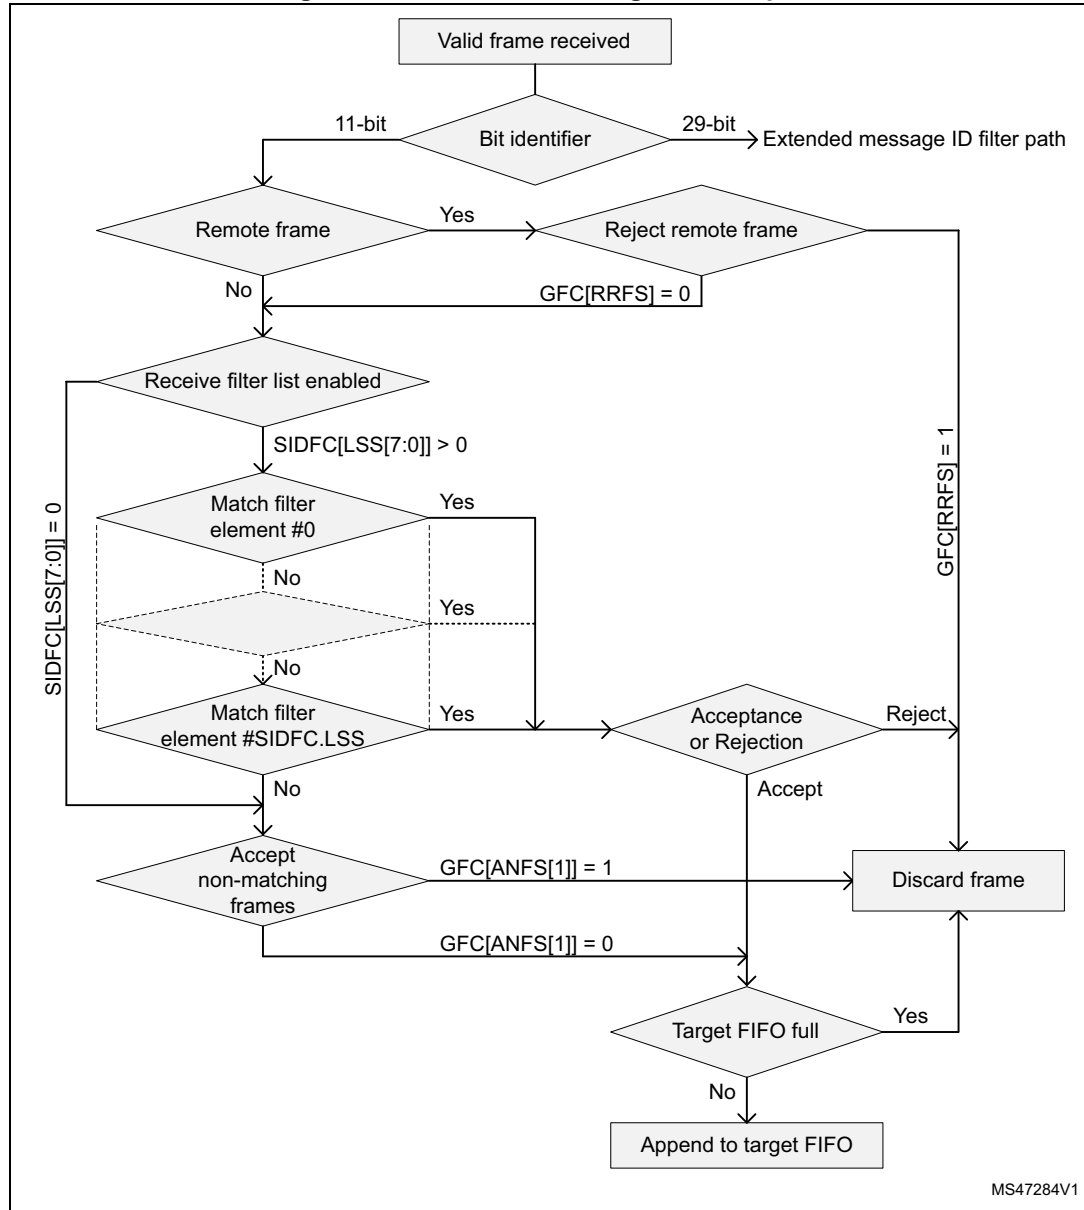 Valid frame received
11-bit
Bit identifier
29-bit
Extended message ID filter path
Remote frame
Yes
Reject remote frame
No
GFC[RRFS] = 0
Receive filter list enabled
SIDFC[LSS[7:0]] > 0
SIDFC[LSS[7:0]] = 0
GFC[RRFS] = 1
Match filter
element #0
Yes
No
Yes
No
Match filter
element #SIDFC.LSS
Yes
Acceptance
or Rejection
Reject
No
Accept
Accept
non-matching
frames
GFC[ANFS[1]] = 1
Discard frame
GFC[ANFS[1]] = 0
Target FIFO full
Yes
No
Append to target FIFO
MS47284V1